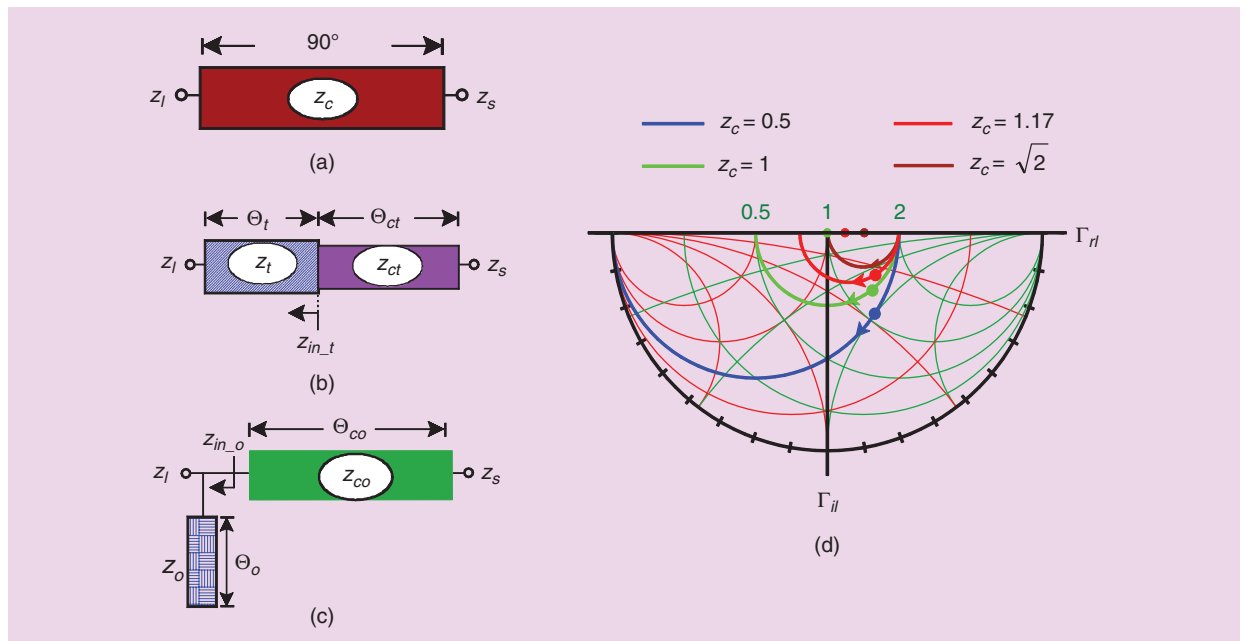 90°
z_l
z_c
z_s
(a)
Θ_t
Θ_ct
z_l
z_t
z_ct
z_s
z_in_t
(b)
Θ_co
z_in_o
z_l
z_co
z_s
z_o
Θ_o
(c)
z_c = 0.5
z_c = 1.17
z_c = 1
z_c = √2
0.5
1
2
Γ_rl
Γ_il
(d)